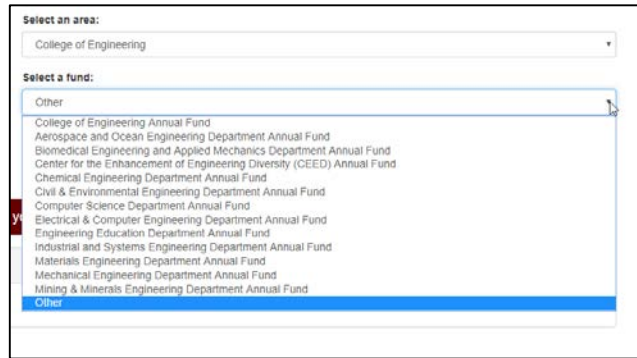 Select an area:
College of Engineering
Select a fund:
Other
College of Engineering Annual Fund
Aerospace and Ocean Engineering Department Annual Fund
Biomedical Engineering and Applied Mechanics Department Annual Fund
Center for the Enhancement of Engineering Diversity (CEED) Annual Fund
Chemical Engineering Department Annual Fund
Civil & Environmental Engineering Department Annual Fund
Computer Science Department Annual Fund
Electrical & Computer Engineering Department Annual Fund
Engineering Education Department Annual Fund
Industrial and Systems Engineering Department Annual Fund
Materials Engineering Department Annual Fund
Mechanical Engineering Department Annual Fund
Mining & Minerals Engineering Department Annual Fund
Other